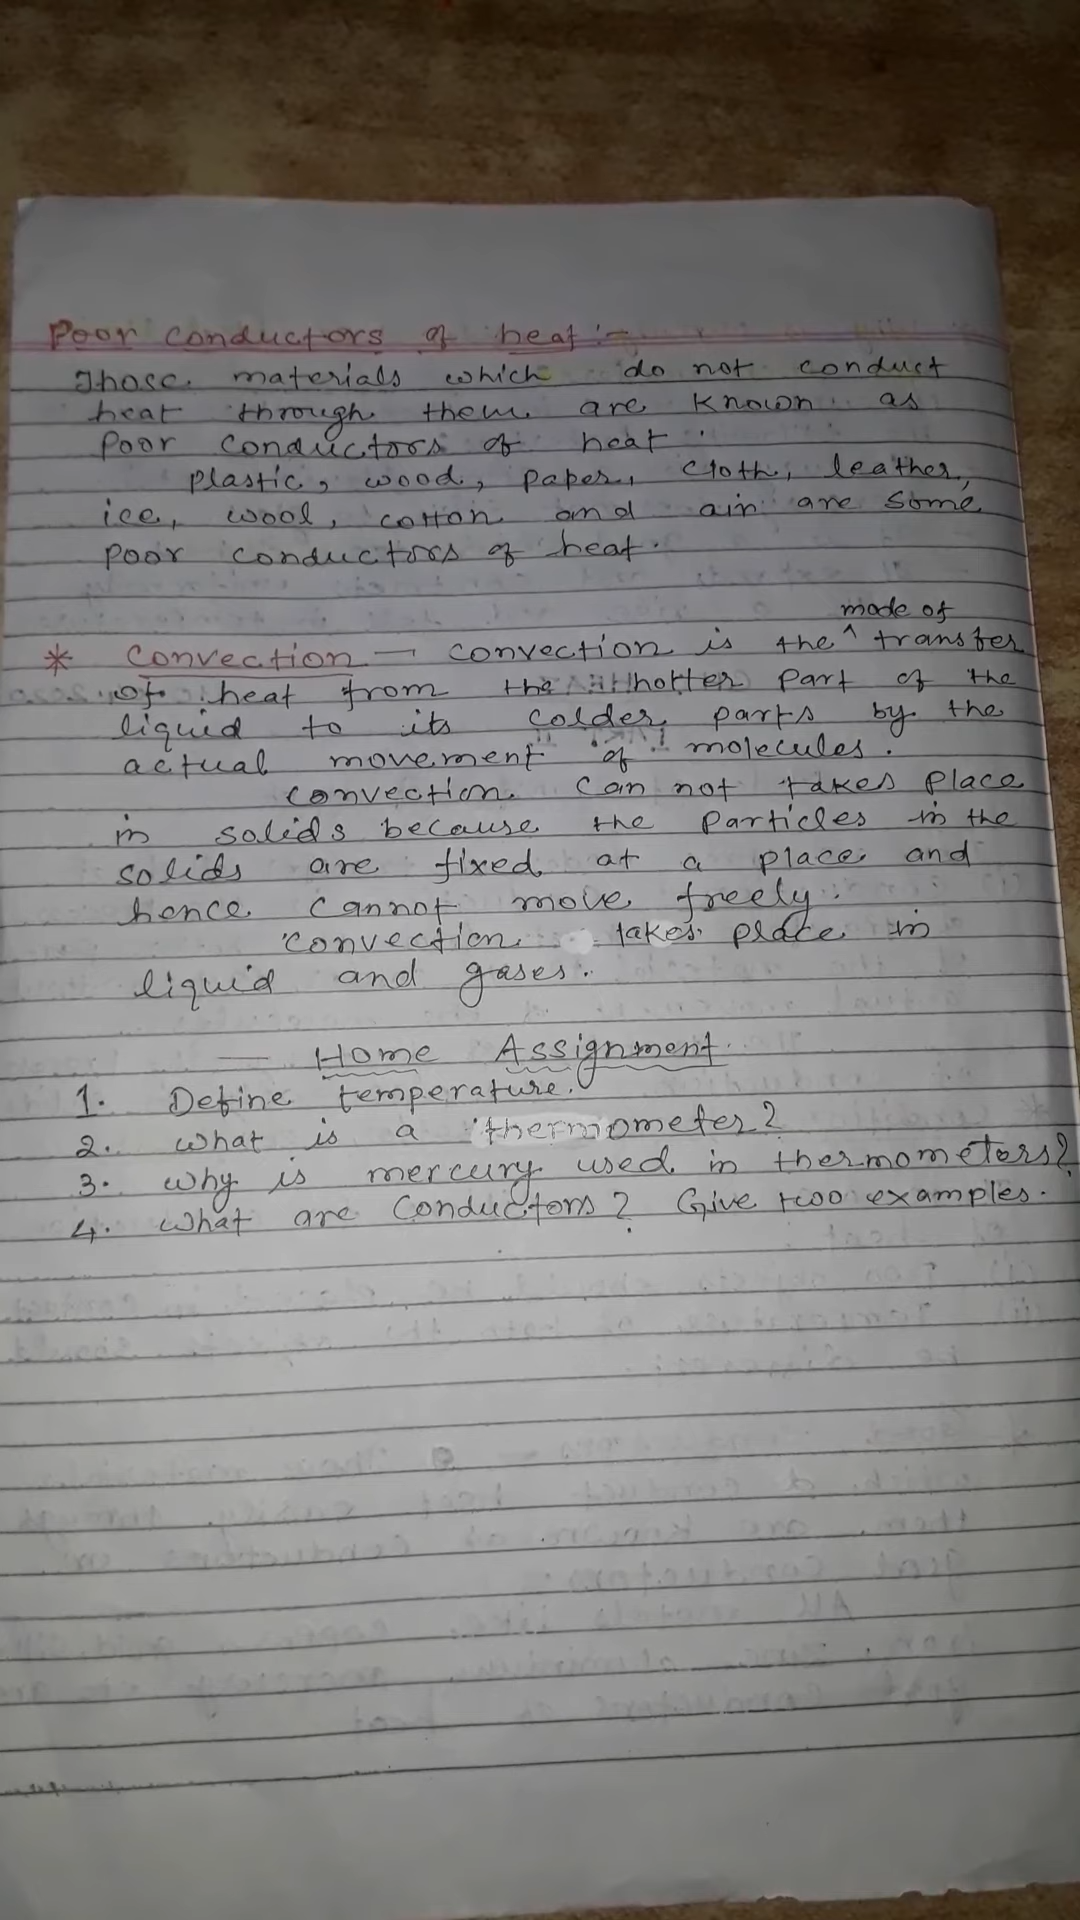 Poor conductors of heat :-
Those materials which do not conduct
heat through them are known as
poor conductors of heat.
plastic, wood, paper, cloth, leather,
ice, wool, cotton and air are some
poor conductors of heat.
mode of
* Convection — convection is the ^ transfer
of heat from the hotter part of the
liquid to its colder parts by the
actual movement of molecules.
convection can not takes place
in solids because the particles in the
solids are fixed at a place and
hence cannot move freely.
convection takes place in
liquid and gases.
— Home Assignment
1. Define temperature.
2. What is a thermometer?
3. Why is mercury used in thermometers?
4. What are Conductors? Give two examples.